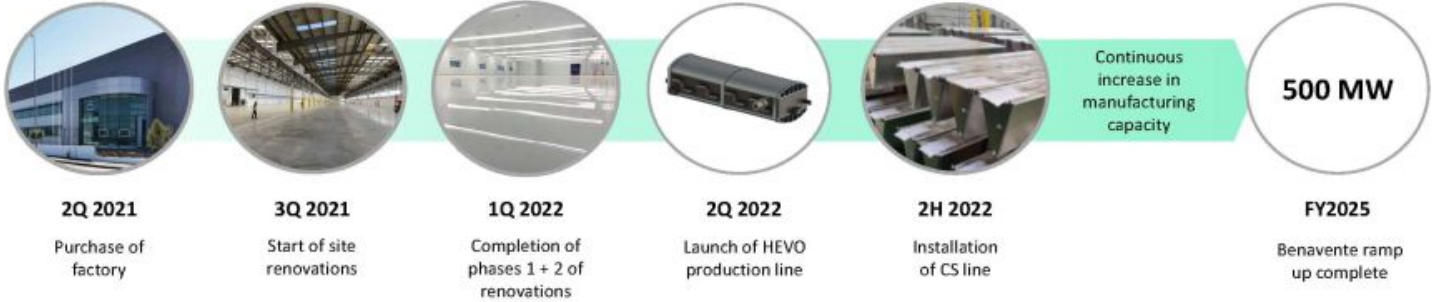 Continuous
increase in
manufacturing
capacity
500 MW
2Q 2021
Purchase of
factory
3Q 2021
Start of site
renovations
1Q 2022
Completion of
phases 1 + 2 of
renovations
2Q 2022
Launch of HEVO
production line
2H 2022
Installation
of CS line
FY2025
Benavente ramp
up complete